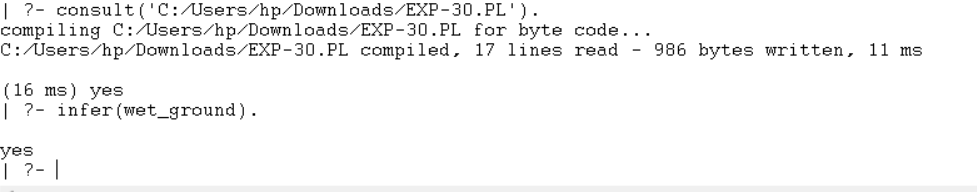 | ?- consult('C:/Users/hp/Downloads/EXP-30.PL').
compiling C:/Users/hp/Downloads/EXP-30.PL for byte code...
C:/Users/hp/Downloads/EXP-30.PL compiled, 17 lines read - 986 bytes written, 11 ms
(16 ms) yes
| ?- infer(wet_ground).
yes
| ?-